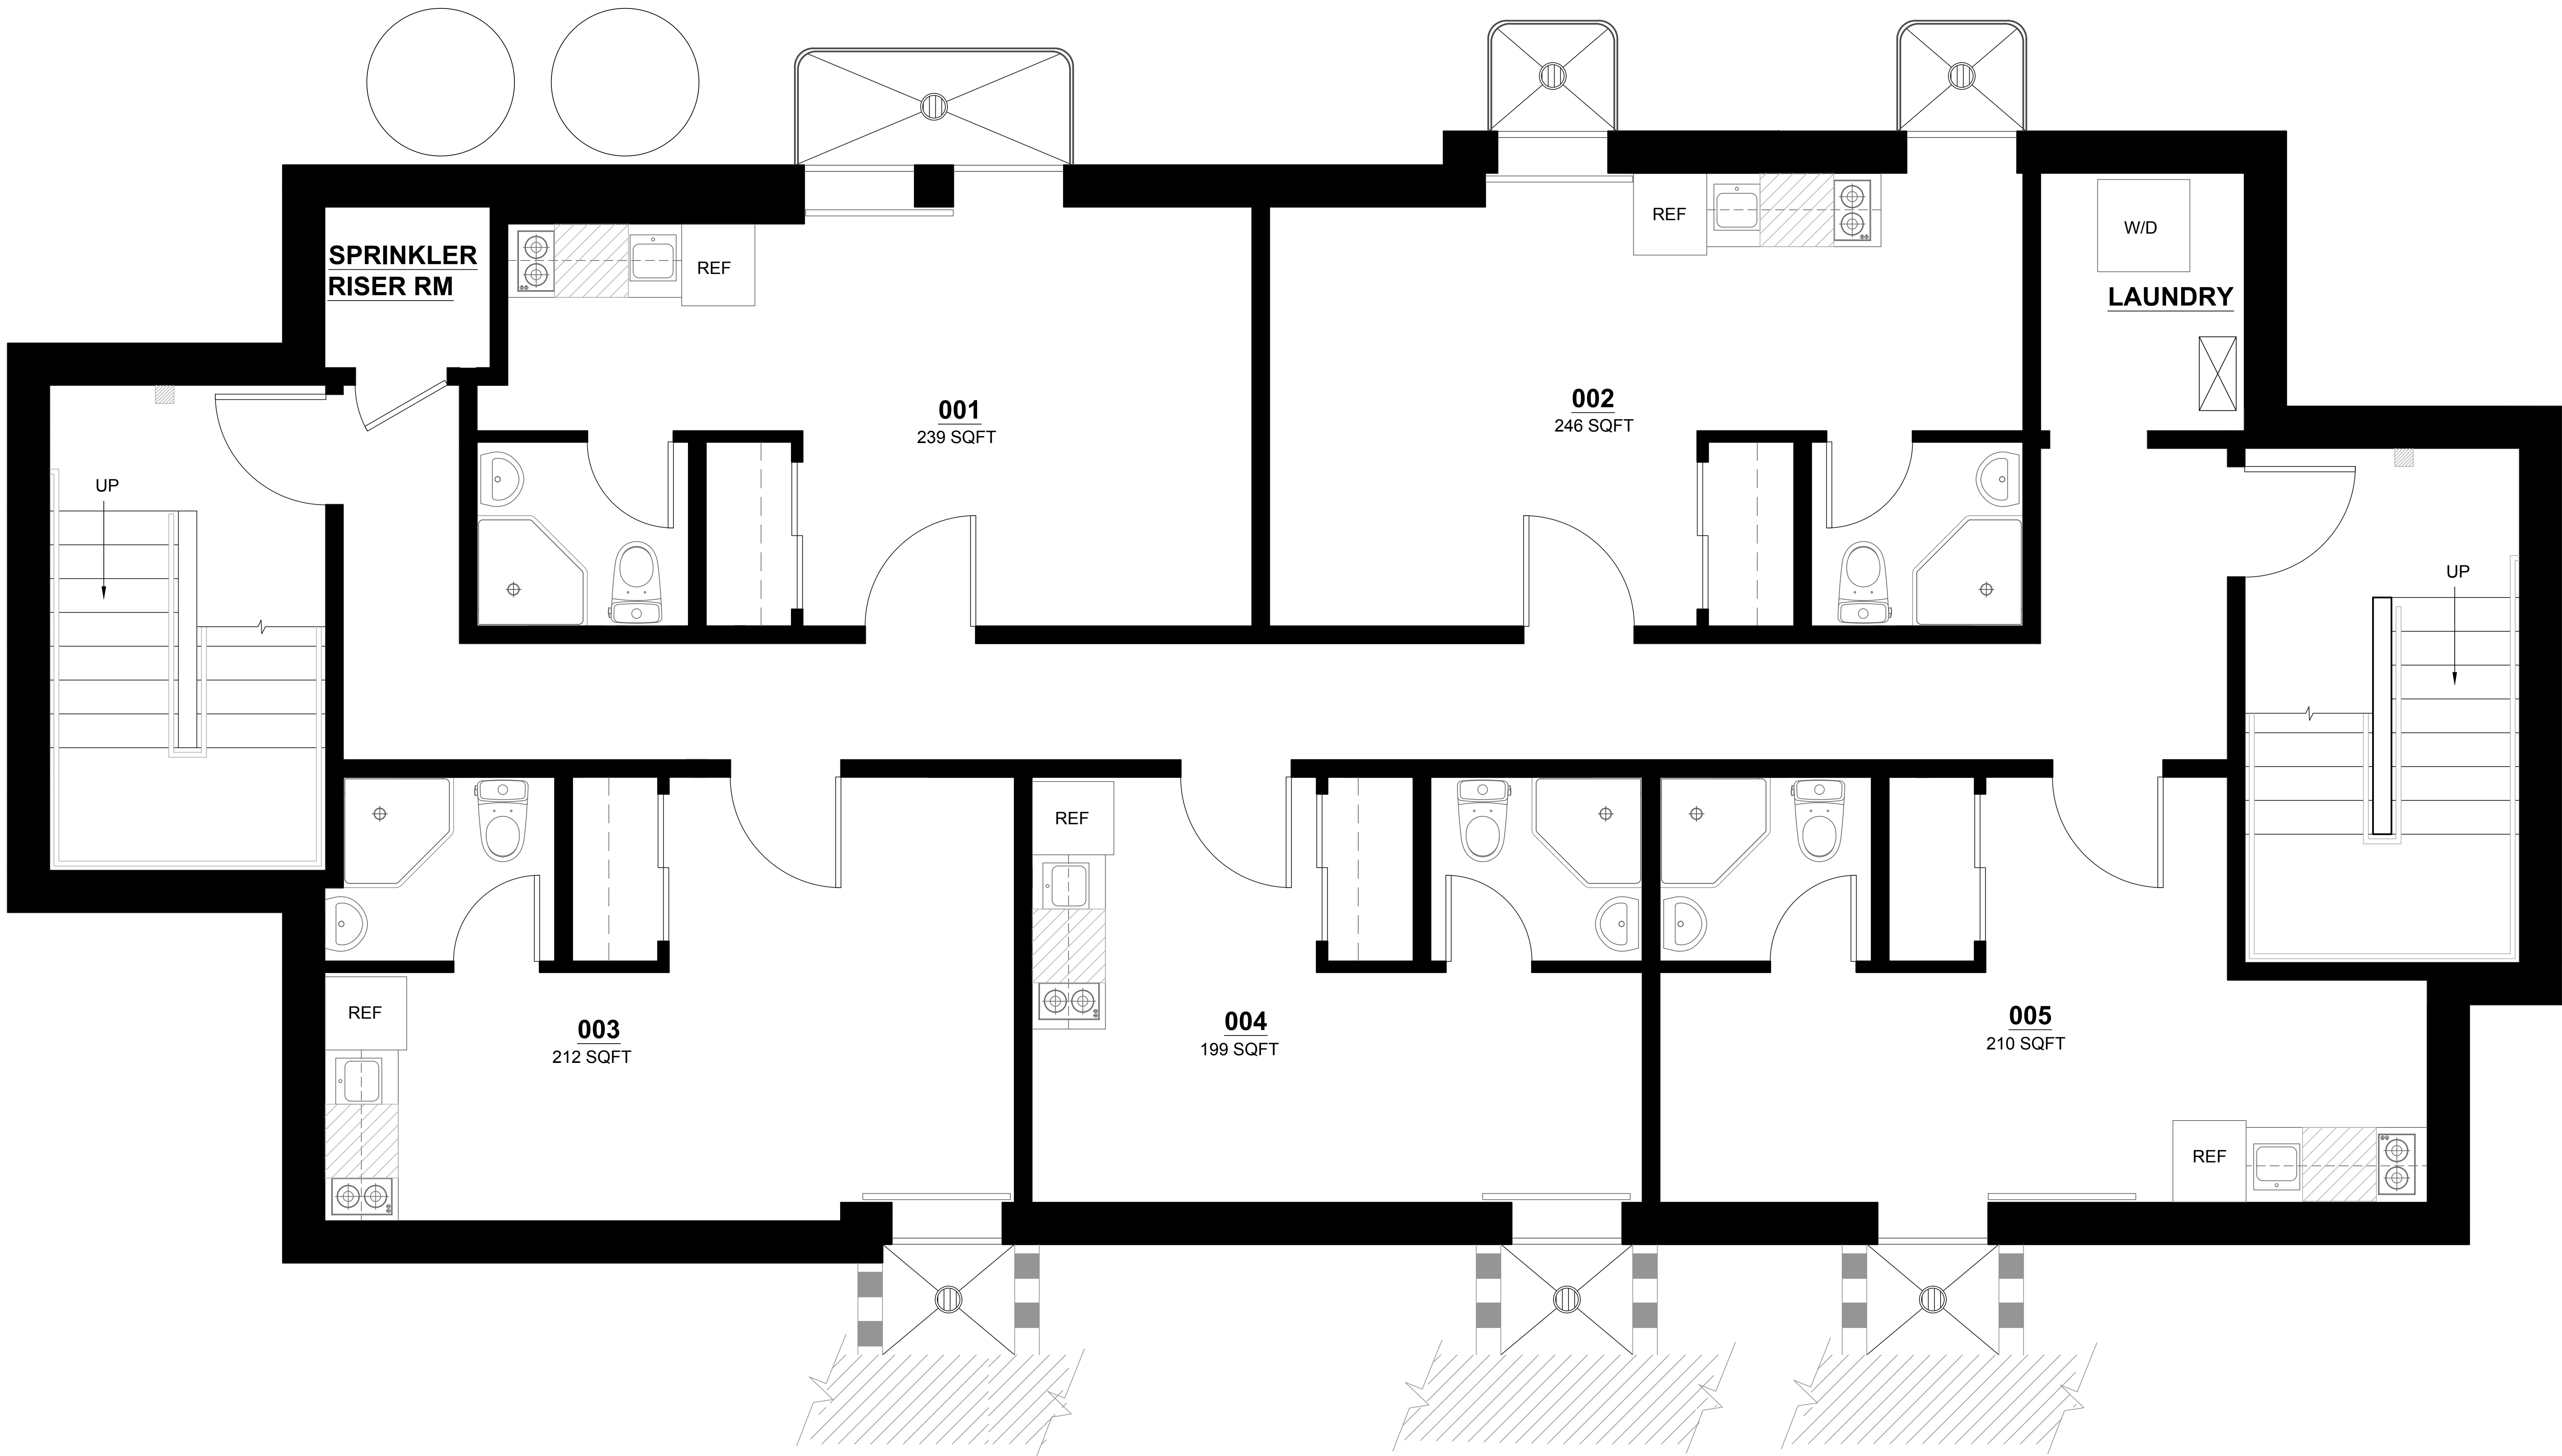 SPRINKLER
RISER RM
REF
REF
W/D
LAUNDRY
001
239 SQFT
002
246 SQFT
UP
UP
REF
REF
003
212 SQFT
004
199 SQFT
005
210 SQFT
REF